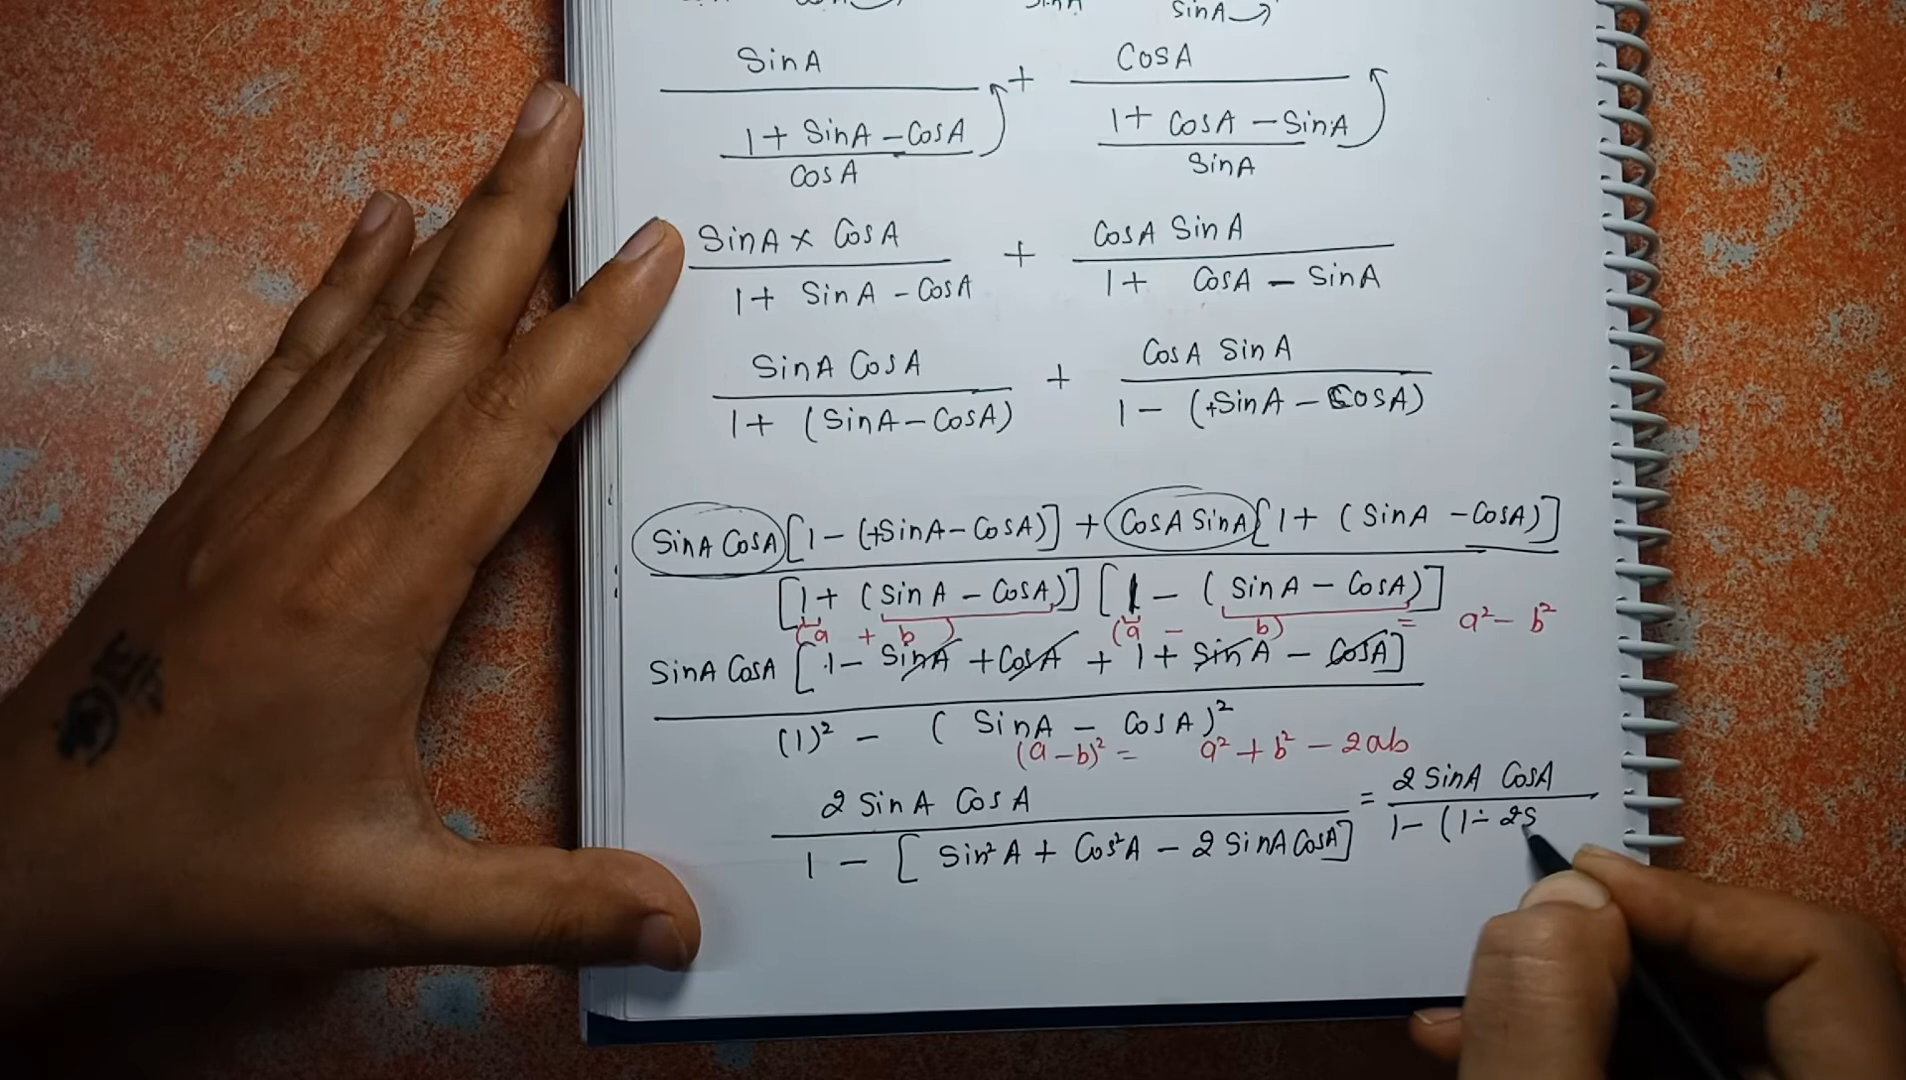 SinA → 
SinA + CosA
1 + SinA - CosA 1 + CosA - SinA
CosA SinA
SinA × CosA + CosA SinA
1 + SinA - CosA 1 + CosA - SinA
SinA CosA + CosA SinA
1 + (SinA - CosA) 1 - (+SinA - CosA)
SinA CosA [1 - (+SinA - CosA)] + CosA SinA [1 + (SinA - CosA)]
[1 + (SinA - CosA)] [1 - (SinA - CosA)]
(a + b) (a - b) = a² - b²
SinA CosA [1 - SinA + CosA + 1 + SinA - CosA]
(1)² - (SinA - CosA)²
(a - b)² = a² + b² - 2ab
2 SinA CosA = 2 SinA CosA
1 - [Sin²A + Cos²A - 2 SinA CosA] 1 - (1 - 2S